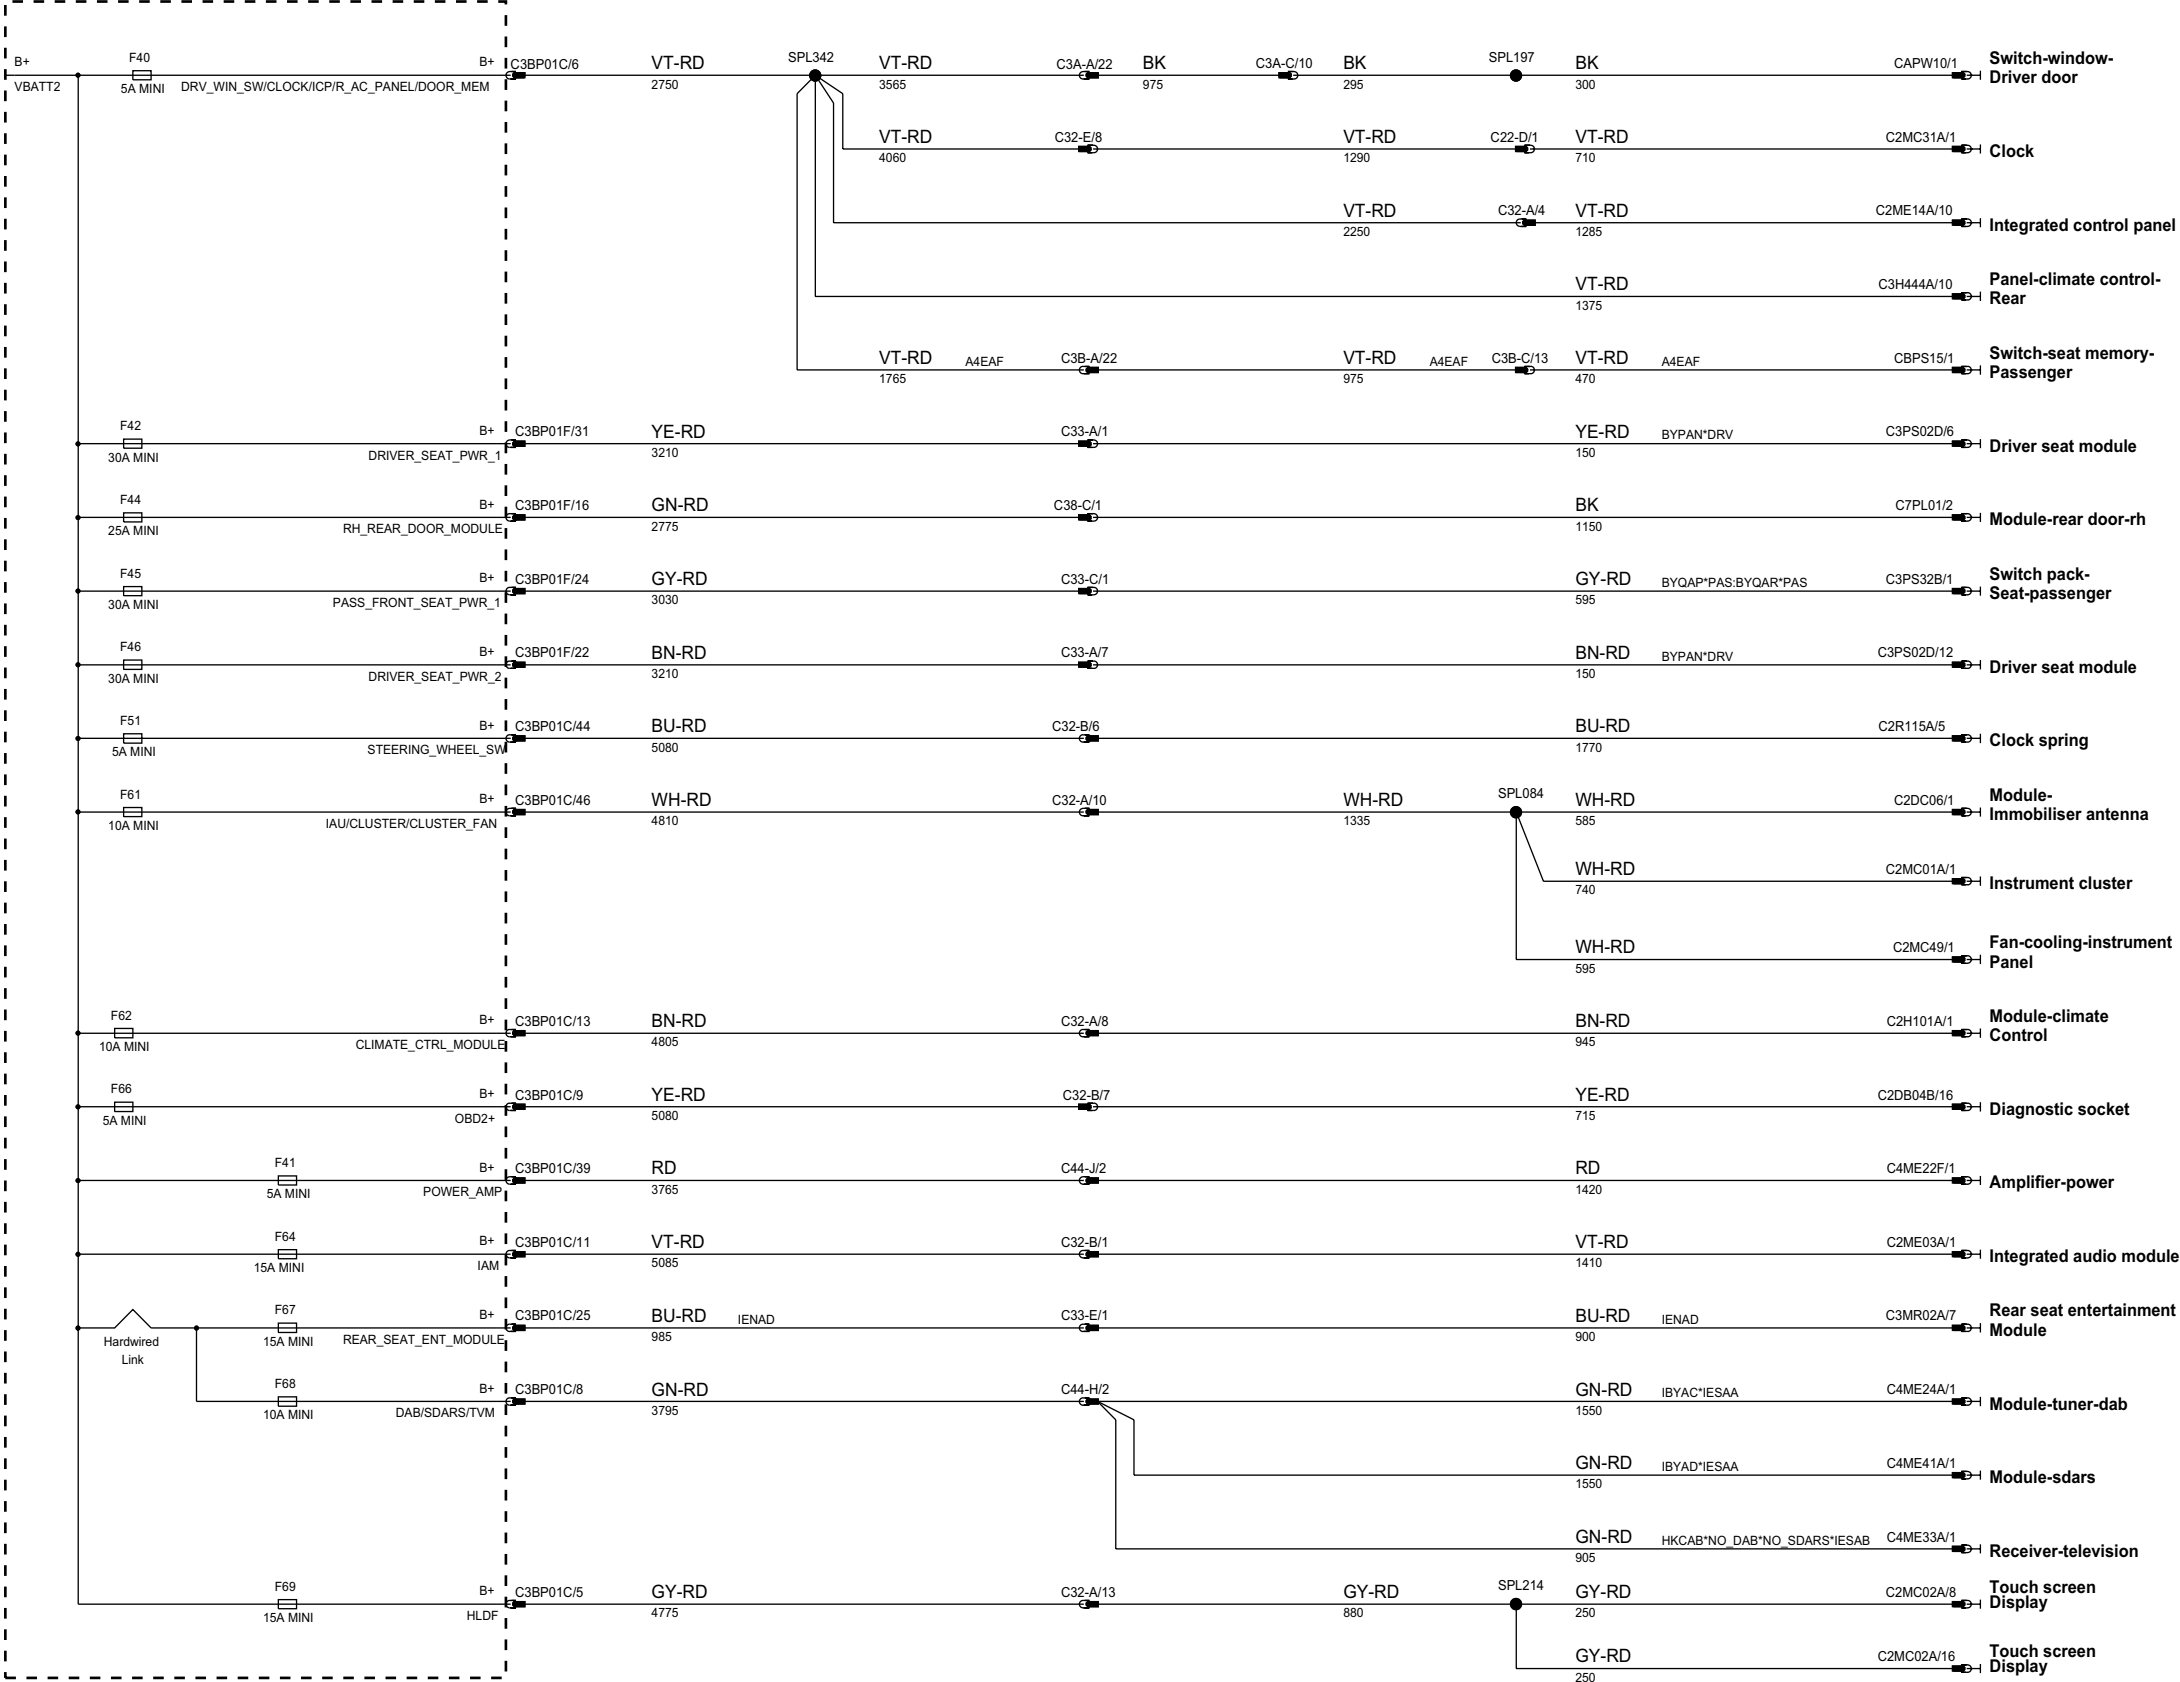 B+ F40 B+ C3BP01C/6 VT-RD SPL342 VT-RD C3A-A/22 BK C3A-C/10 BK SPL197 BK CAPW10/1 Switch-window-
VBATT2 5A MINI DRV_WIN_SW/CLOCK/ICP/R_AC_PANEL/DOOR_MEM 2750 3565 975 295 300 Driver door
VT-RD C32-E/8 VT-RD C22-D/1 VT-RD C2MC31A/1 Clock
4060 1290 710
VT-RD C32-A/4 VT-RD C2ME14A/10 Integrated control panel
2250 1285
VT-RD C3H444A/10 Panel-climate control-
1375 Rear
VT-RD A4EAF C3B-A/22 VT-RD A4EAF C3B-C/13 VT-RD A4EAF CBPS15/1 Switch-seat memory-
1765 975 470 Passenger
F42 B+ C3BP01F/31 YE-RD C33-A/1 YE-RD BYPAN*DRV C3PS02D/6 Driver seat module
30A MINI DRIVER_SEAT_PWR_1 3210 150
F44 B+ C3BP01F/16 GN-RD C38-C/1 BK C7PL01/2 Module-rear door-rh
25A MINI RH_REAR_DOOR_MODULE 2775 1150
F45 B+ C3BP01F/24 GY-RD C33-C/1 GY-RD BYQAP*PAS:BYQAR*PAS C3PS32B/1 Switch pack-
30A MINI PASS_FRONT_SEAT_PWR_1 3030 595 Seat-passenger
F46 B+ C3BP01F/22 BN-RD C33-A/7 BN-RD BYPAN*DRV C3PS02D/12 Driver seat module
30A MINI DRIVER_SEAT_PWR_2 3210 150
F51 B+ C3BP01C/44 BU-RD C32-B/6 BU-RD C2R115A/5 Clock spring
5A MINI STEERING_WHEEL_SW 5080 1770
F61 B+ C3BP01C/46 WH-RD C32-A/10 WH-RD SPL084 WH-RD C2DC06/1 Module-
10A MINI IAU/CLUSTER/CLUSTER_FAN 4810 1335 585 Immobiliser antenna
WH-RD C2MC01A/1 Instrument cluster
740
WH-RD C2MC49/1 Fan-cooling-instrument
595 Panel
F62 B+ C3BP01C/13 BN-RD C32-A/8 BN-RD C2H101A/1 Module-climate
10A MINI CLIMATE_CTRL_MODULE 4805 945 Control
F66 B+ C3BP01C/9 YE-RD C32-B/7 YE-RD C2DB04B/16 Diagnostic socket
5A MINI OBD2+ 5080 715
F41 B+ C3BP01C/39 RD C44-J/2 RD C4ME22F/1 Amplifier-power
5A MINI POWER_AMP 3765 1420
F64 B+ C3BP01C/11 VT-RD C32-B/1 VT-RD C2ME03A/1 Integrated audio module
15A MINI IAM 5085 1410
F67 B+ C3BP01C/25 BU-RD IENAD C33-E/1 BU-RD IENAD C3MR02A/7 Rear seat entertainment
Hardwired 15A MINI REAR_SEAT_ENT_MODULE 985 900 Module
Link
F68 B+ C3BP01C/8 GN-RD C44-H/2 GN-RD IBYAC*IESAA C4ME24A/1 Module-tuner-dab
10A MINI DAB/SDARS/TVM 3795 1550
GN-RD IBYAD*IESAA C4ME41A/1 Module-sdars
1550
GN-RD HKCAB*NO_DAB*NO_SDARS*IESAB C4ME33A/1 Receiver-television
905
F69 B+ C3BP01C/5 GY-RD C32-A/13 GY-RD SPL214 GY-RD C2MC02A/8 Touch screen
15A MINI HLDF 4775 880 250 Display
GY-RD C2MC02A/16 Touch screen
250 Display